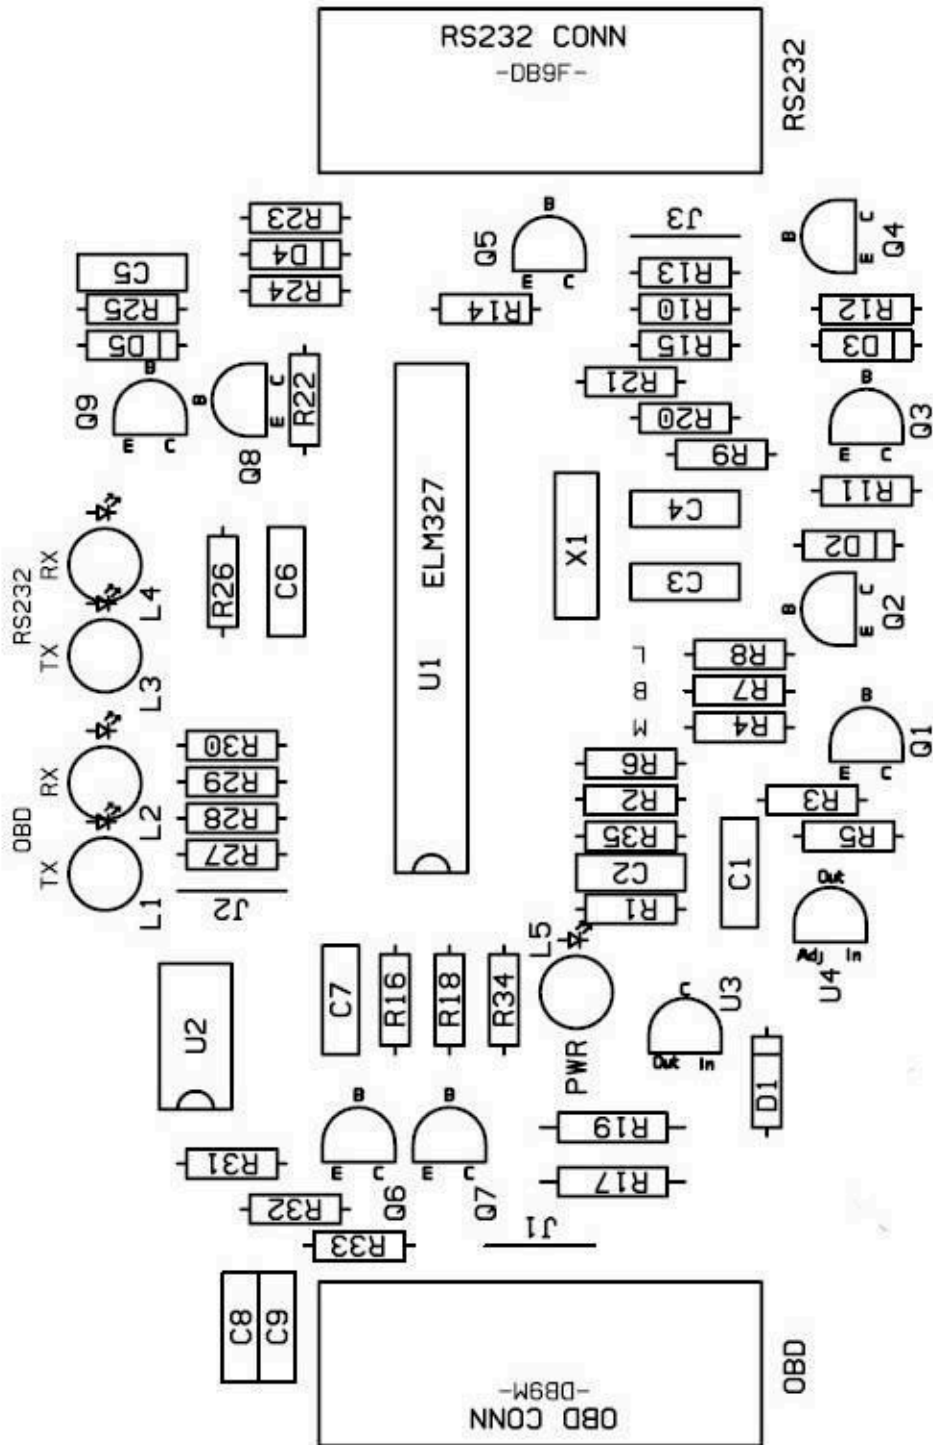 RS232 CONN
-DB9F-
RS232
R23
D4
R24
C5
R25
D5
B
E C
Q5
R14
J3
R13
R10
R15
R21
R20
R9
B
C
E
Q4
R12
D3
B
E C
Q9
B
C
E
Q8
R22
B
E C
Q3
R11
D2
U1 ELM327
X1
C4
C3
RS232
RX
TX
L4
L3
R26
C6
B
C
E
Q2
L
B
M
R8
R7
R4
B
E C
Q1
OBD
RX
TX
L2
L1
R30
R29
R28
R27
J2
R6
R2
R35
C2
R1
R3
R5
C1
Out
Adj In
U4
L5
PWR
C
Out In
U3
D1
U2
C7
R16
R18
R34
B
E C
Q6
B
E C
Q7
R19
R17
R31
R32
R33
J1
C8
C9
-DB9M-
OBD CONN
OBD